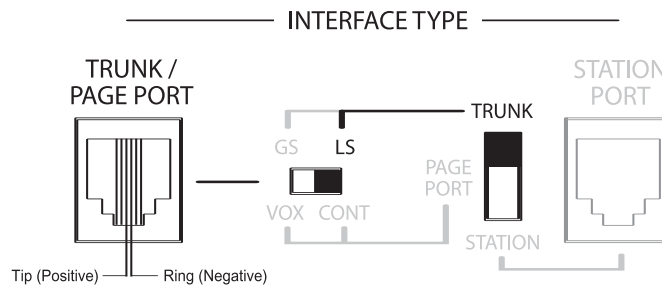 INTERFACE TYPE
TRUNK /
PAGE PORT
STATION
PORT
TRUNK
GS LS
PAGE
PORT
VOX CONT
STATION
Tip (Positive) Ring (Negative)